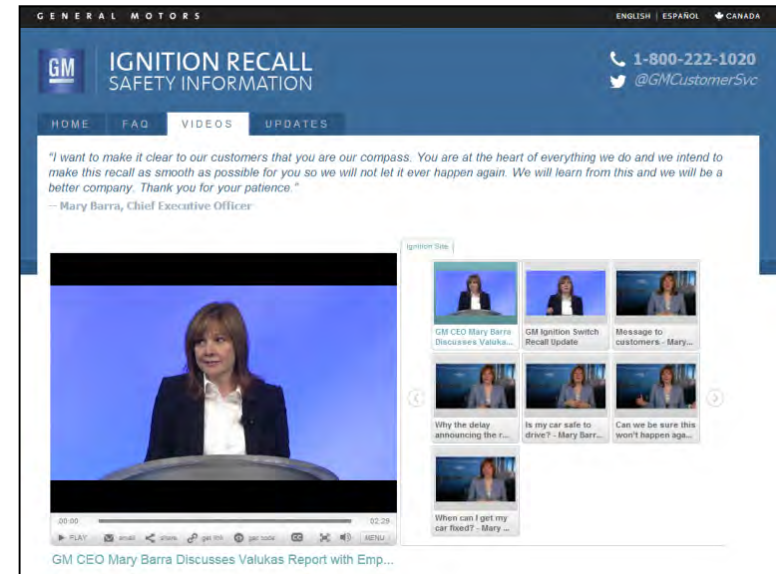 GENERAL MOTORS
ENGLISH | ESPAÑOL CANADA
GM
IGNITION RECALL
SAFETY INFORMATION
1-800-222-1020
@GMCustomerSvc
HOME FAQ VIDEOS UPDATES
"I want to make it clear to our customers that you are our compass. You are at the heart of everything we do and we intend to
make this recall as smooth as possible for you so we will not let it ever happen again. We will learn from this and we will be a
better company. Thank you for your patience."
– Mary Barra, Chief Executive Officer
Ignition Site
GM CEO Mary Barra
Discusses Valuka...
GM Ignition Switch
Recall Update
Message to
customers - Mary...
Why the delay
announcing the r...
Is my car safe to
drive? - Mary Barr...
Can we be sure this
won't happen aga...
When can I get my
car fixed? - Mary ...
00:00 02:29
PLAY email share get link get code CC MENU
GM CEO Mary Barra Discusses Valukas Report with Emp...